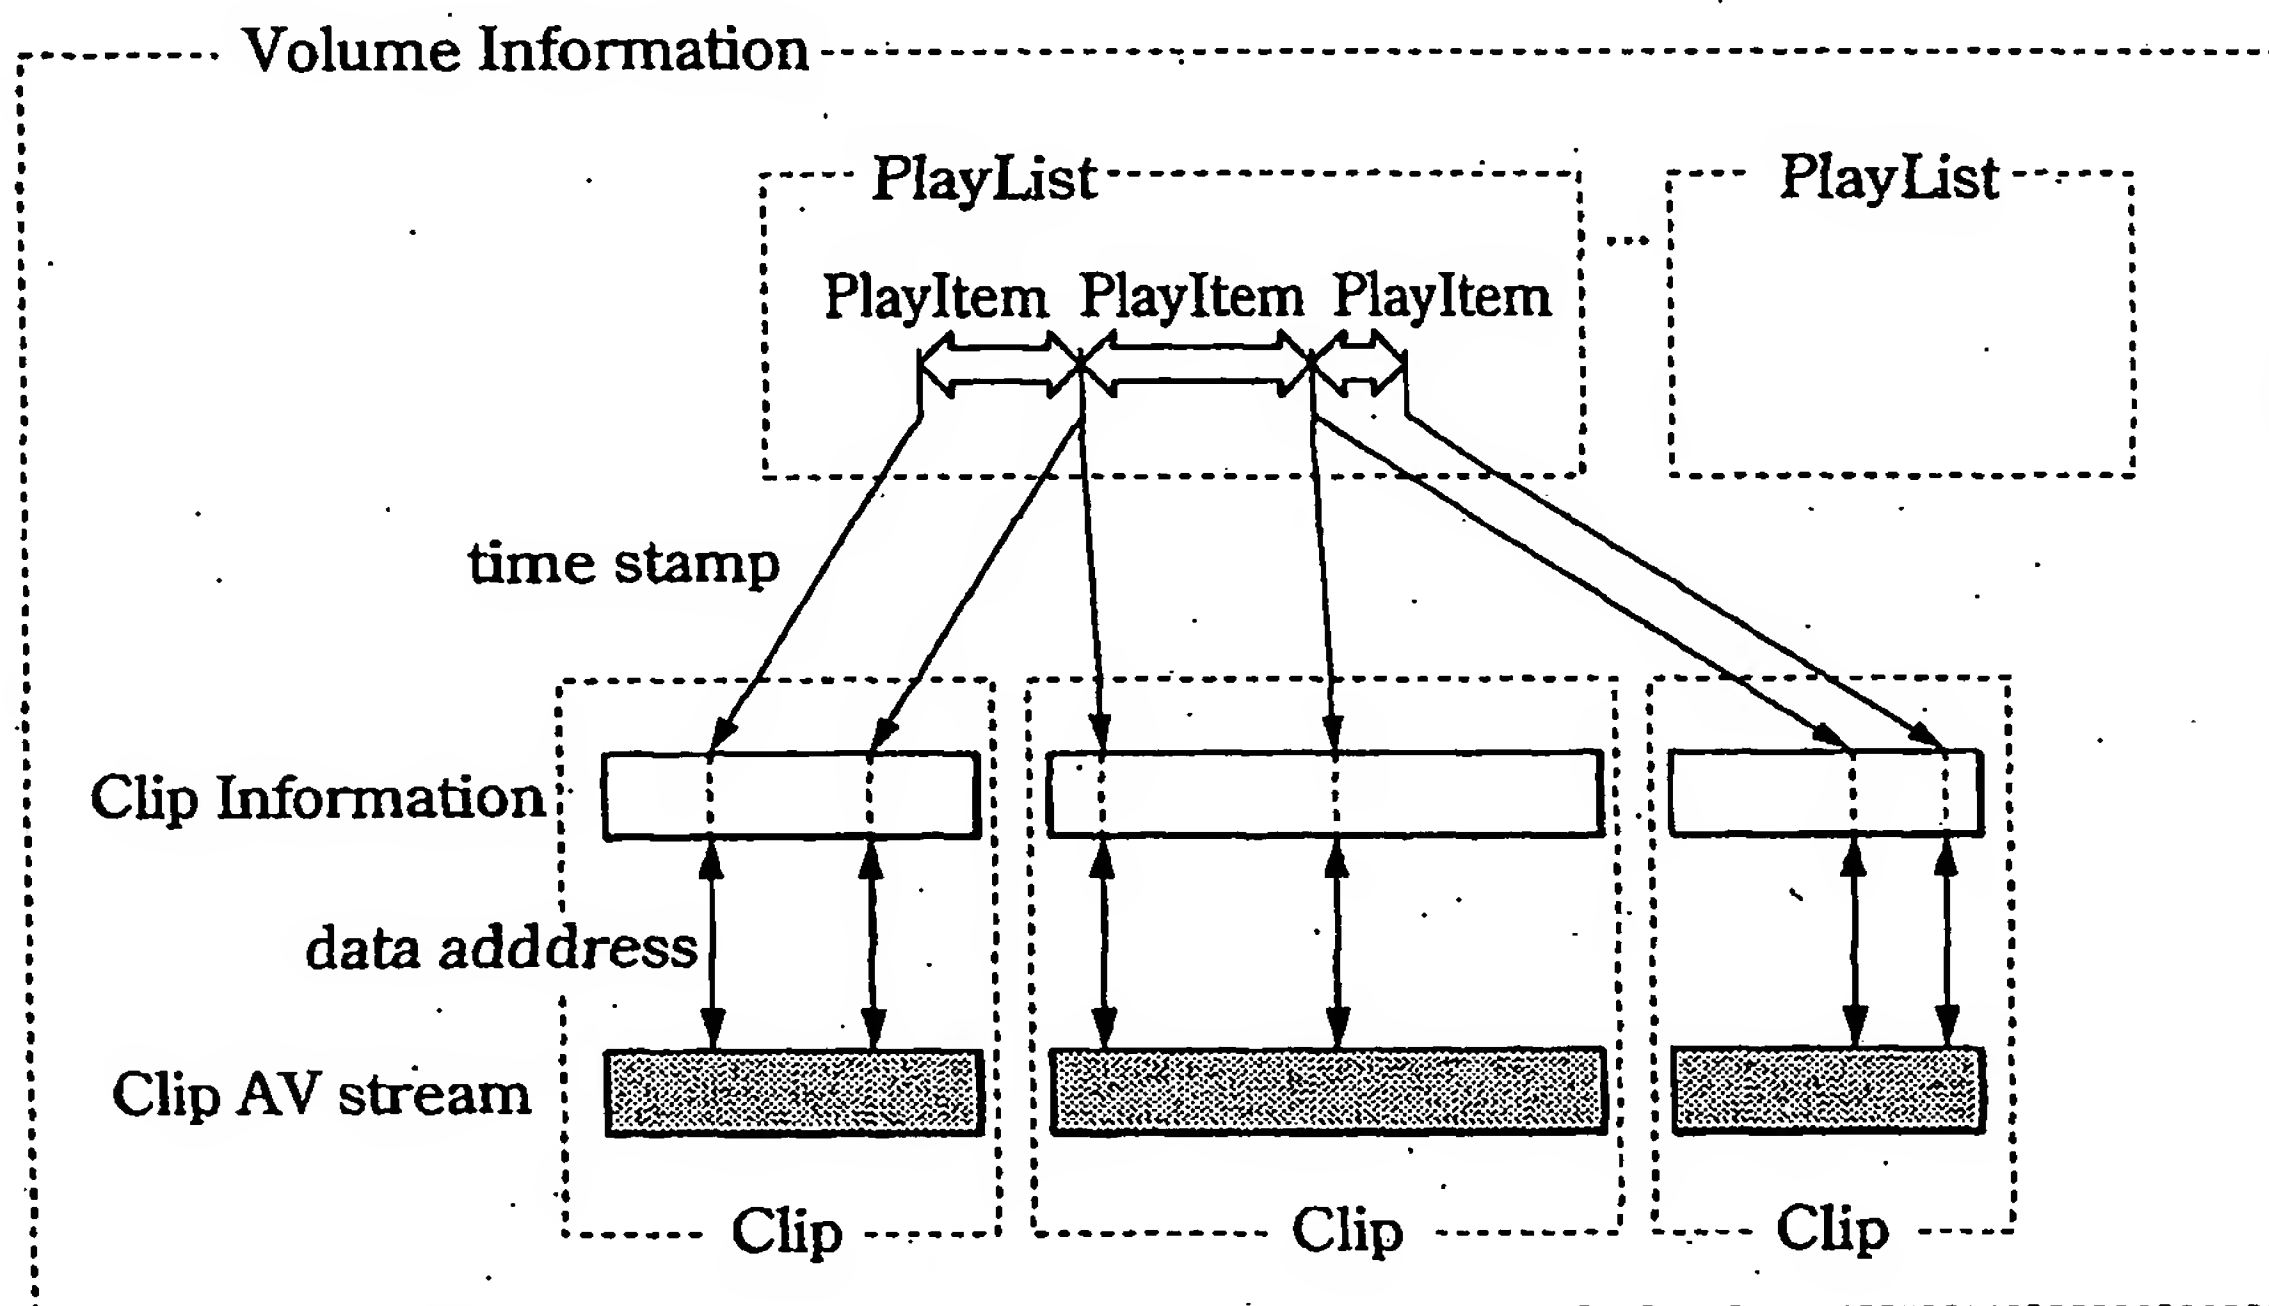 Volume Information
PlayList
PlayList
...
PlayItem PlayItem PlayItem
time stamp
Clip Information
data adddress
Clip AV stream
Clip
Clip
Clip